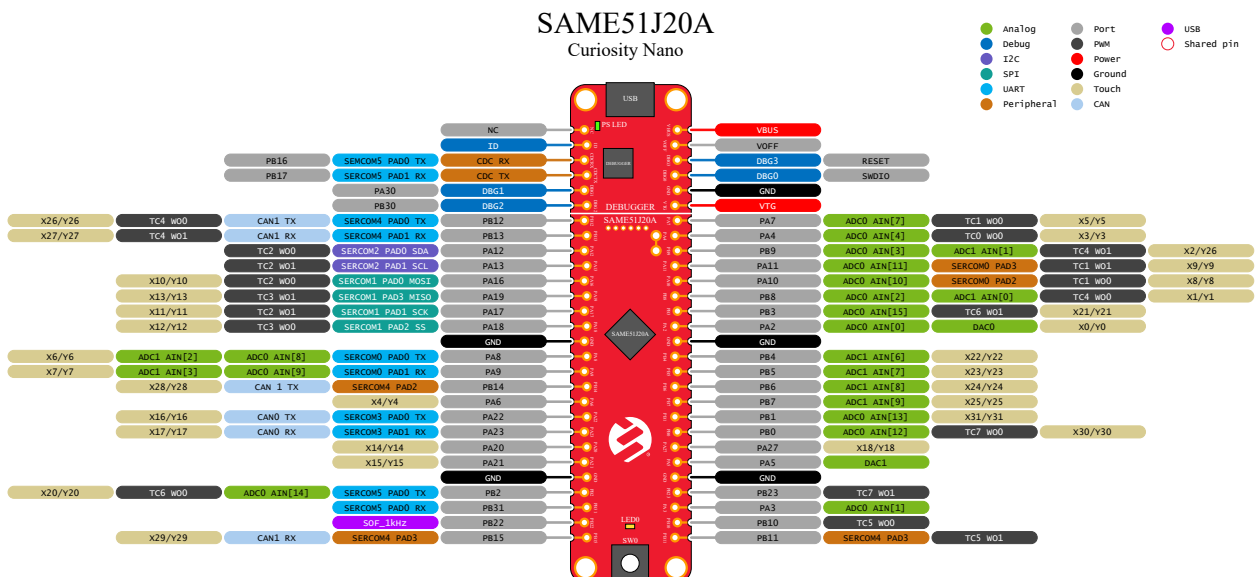 SAME51J20A
Curiosity Nano
Analog Port USB
Debug PWM Shared pin
I2C Power
SPI Ground
UART Touch
Peripheral CAN
USB
PS LED
NC VBUS
ID VOFF
PB16 SEMCOM5 PAD0 TX CDC RX DBG3 RESET
PB17 SERCOM5 PAD1 RX CDC TX DEBUGGER DBG0 SWDIO
PA30 DBG1 GND
PB30 DBG2 DEBUGGER VTG
X26/Y26 TC4 WO0 CAN1 TX SERCOM4 PAD0 TX PB12 SAME51J20A PA7 ADC0 AIN[7] TC1 WO0 X5/Y5
X27/Y27 TC4 WO1 CAN1 RX SERCOM4 PAD1 RX PB13 PA4 ADC0 AIN[4] TC0 WO0 X3/Y3
TC2 WO0 SERCOM2 PAD0 SDA PA12 PB9 ADC0 AIN[3] ADC1 AIN[1] TC4 WO1 X2/Y26
TC2 WO1 SERCOM2 PAD1 SCL PA13 PA11 ADC0 AIN[11] SERCOM0 PAD3 TC1 WO1 X9/Y9
X10/Y10 TC2 WO0 SERCOM1 PAD0 MOSI PA16 PA10 ADC0 AIN[10] SERCOM0 PAD2 TC1 WO0 X8/Y8
X13/Y13 TC3 WO1 SERCOM1 PAD3 MISO PA19 PB8 ADC0 AIN[2] ADC1 AIN[0] TC4 WO0 X1/Y1
X11/Y11 TC2 WO1 SERCOM1 PAD1 SCK PA17 PB3 ADC0 AIN[15] TC6 WO1 X21/Y21
X12/Y12 TC3 WO0 SERCOM1 PAD2 SS PA18 SAME51J20A PA2 ADC0 AIN[0] DAC0 X0/Y0
GND GND
X6/Y6 ADC1 AIN[2] ADC0 AIN[8] SERCOM0 PAD0 TX PA8 PB4 ADC1 AIN[6] X22/Y22
X7/Y7 ADC1 AIN[3] ADC0 AIN[9] SERCOM0 PAD1 RX PA9 PB5 ADC1 AIN[7] X23/Y23
X28/Y28 CAN 1 TX SERCOM4 PAD2 PB14 PB6 ADC1 AIN[8] X24/Y24
X4/Y4 PA6 PB7 ADC1 AIN[9] X25/Y25
X16/Y16 CAN0 TX SERCOM3 PAD0 TX PA22 PB1 ADC0 AIN[13] X31/Y31
X17/Y17 CAN0 RX SERCOM3 PAD1 RX PA23 PB0 ADC0 AIN[12] TC7 WO0 X30/Y30
X14/Y14 PA20 PA27 X18/Y18
X15/Y15 PA21 PA5 DAC1
GND GND
X20/Y20 TC6 WO0 ADC0 AIN[14] SERCOM5 PAD0 TX PB2 PB23 TC7 WO1
SERCOM5 PAD0 RX PB31 PA3 ADC0 AIN[1]
SOF_1kHz PB22 LED0 PB10 TC5 WO0
X29/Y29 CAN1 RX SERCOM4 PAD3 PB15 SW0 PB11 SERCOM4 PAD3 TC5 WO1